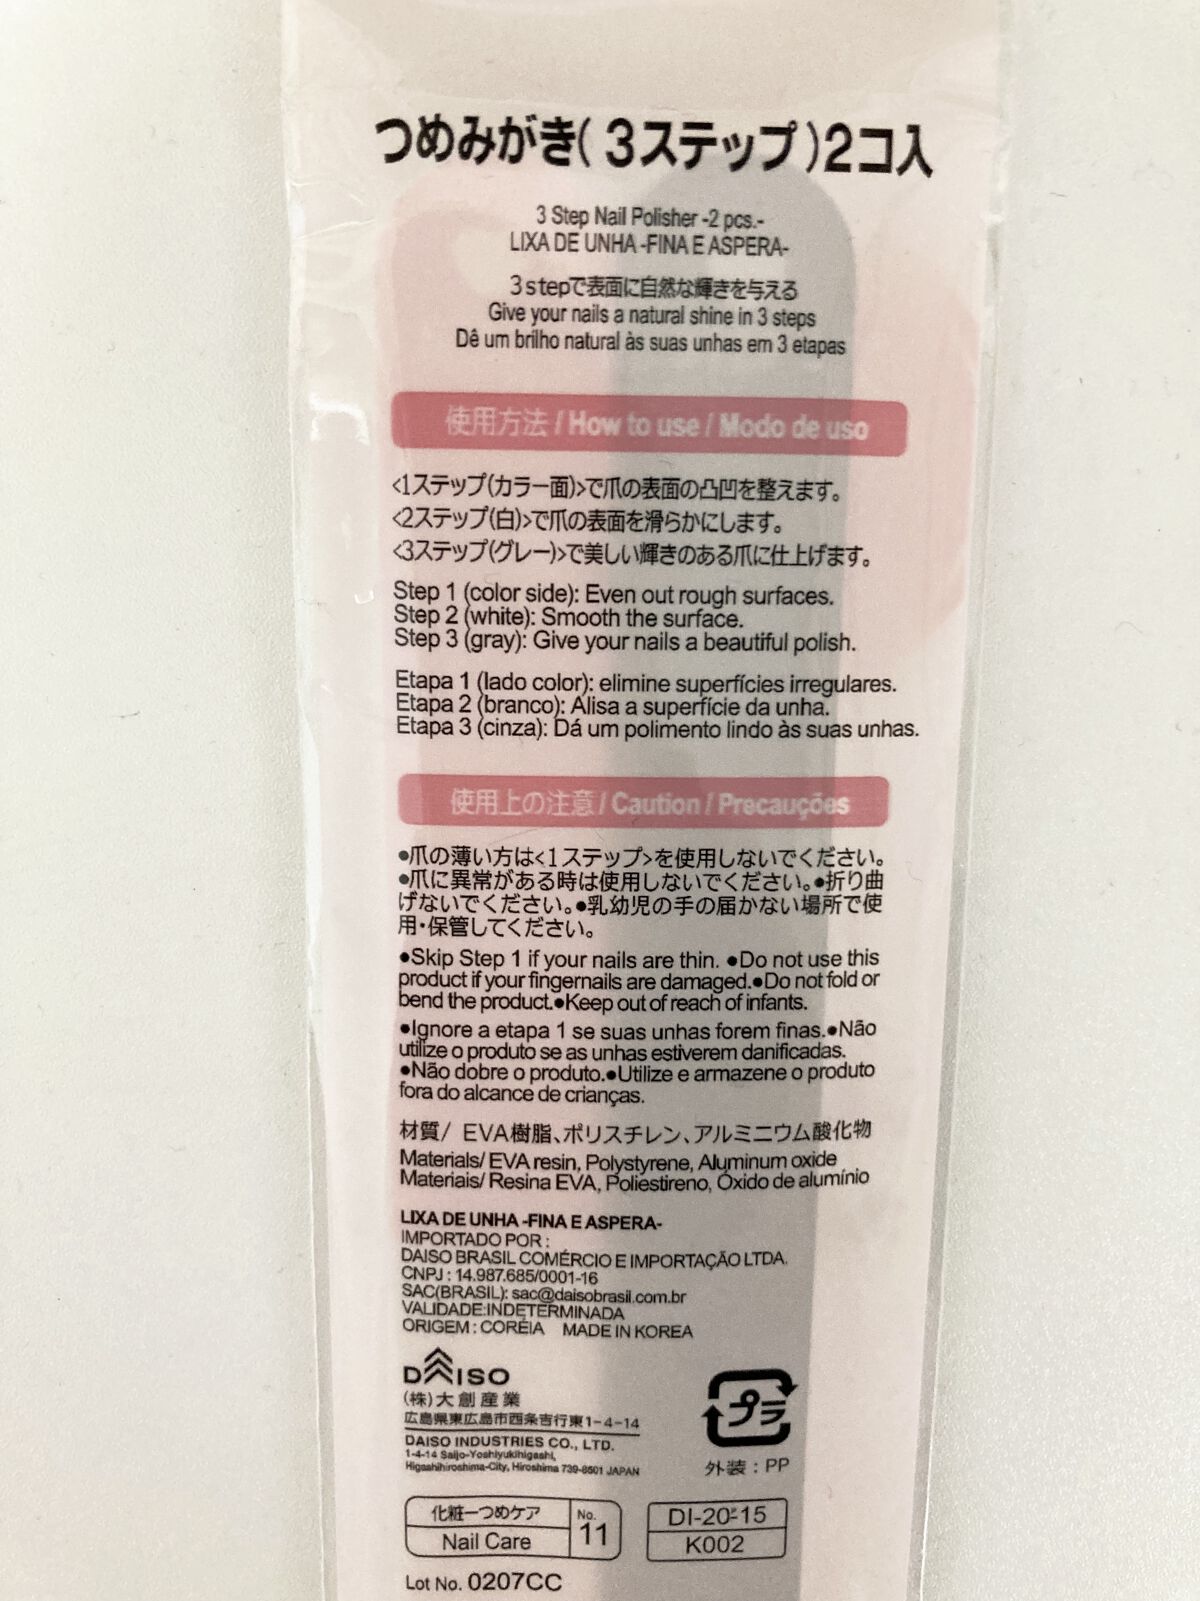 つめみがき(3ステップ)2コ入
3 Step Nail Polisher -2 pcs.-
LIXA DE UNHA -FINA E ASPERA-
3stepで表面に自然な輝きを与える
Give your nails a natural shine in 3 steps
Dê um brilho natural às suas unhas em 3 etapas
使用方法 / How to use / Modo de uso
<1ステップ(カラー面)>で爪の表面の凸凹を整えます。
<2ステップ(白)>で爪の表面を滑らかにします。
<3ステップ(グレー)>で美しい輝きのある爪に仕上げます。
Step 1 (color side): Even out rough surfaces.
Step 2 (white): Smooth the surface.
Step 3 (gray): Give your nails a beautiful polish.
Etapa 1 (lado color): elimine superfícies irregulares.
Etapa 2 (branco): Alisa a superfície da unha.
Etapa 3 (cinza): Dá um polimento lindo às suas unhas.
使用上の注意 / Caution / Precauções
●爪の薄い方は<1ステップ>を使用しないでください。
●爪に異常がある時は使用しないでください。●折り曲
げないでください。●乳幼児の手の届かない場所で使
用・保管してください。
●Skip Step 1 if your nails are thin. ●Do not use this
product if your fingernails are damaged.●Do not fold or
bend the product.●Keep out of reach of infants.
●Ignore a etapa 1 se suas unhas forem finas.●Não
utilize o produto se as unhas estiverem danificadas.
●Não dobre o produto.●Utilize e armazene o produto
fora do alcance de crianças.
材質/ EVA樹脂、ポリスチレン、アルミニウム酸化物
Materials/ EVA resin, Polystyrene, Aluminum oxide
Materiais/ Resina EVA, Poliestireno, Óxido de alumínio
LIXA DE UNHA -FINA E ASPERA-
IMPORTADO POR :
DAISO BRASIL COMÉRCIO E IMPORTAÇÃO LTDA.
CNPJ : 14.987.685/0001-16
SAC(BRASIL): sac@daisobrasil.com.br
VALIDADE:INDETERMINADA
ORIGEM : CORÉIA MADE IN KOREA
DAISO
(株)大創産業
広島県東広島市西条吉行東1-4-14
DAISO INDUSTRIES CO., LTD.
1-4-14 Saijo-Yoshiyukihigashi,
Higashihiroshima-City, Hiroshima 739-8501 JAPAN
プラ
外装 : PP
化粧ーつめケア
Nail Care
No.
11
DI-20-15
K002
Lot No. 0207CC